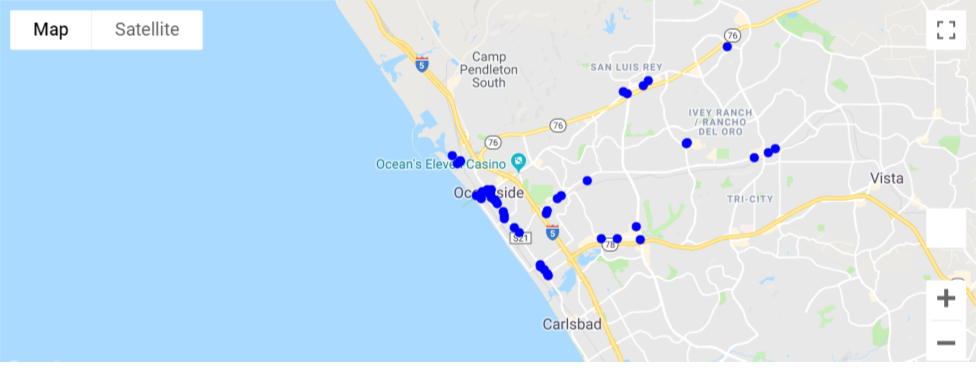 Map
Satellite
76
5
Camp
Pendleton
South
SAN LUIS REY
IVEY RANCH
/ RANCHO
DEL ORO
76
76
Ocean's Eleven Casino
Oceanside
Vista
TRI-CITY
5
S21
78
Carlsbad
+
−